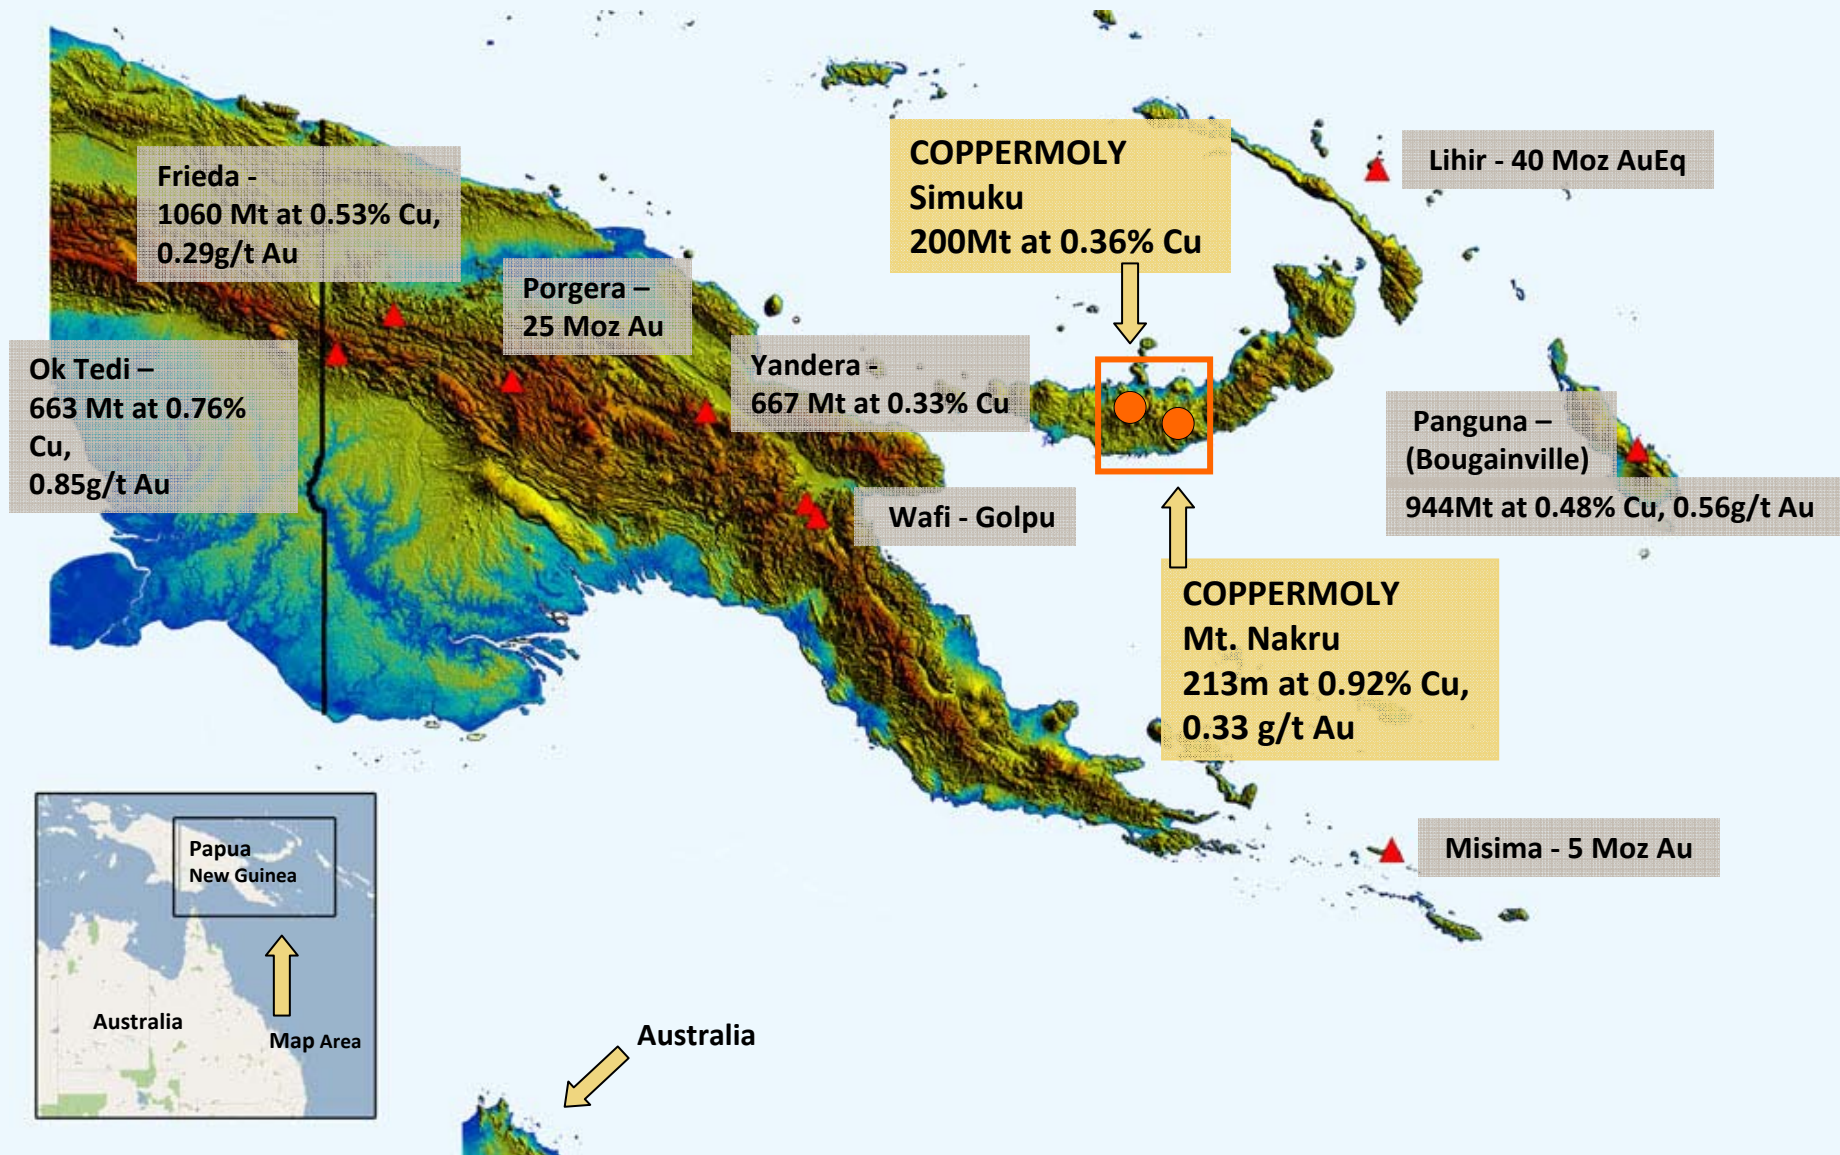 COPPERMOLY
Simuku
200Mt at 0.36% Cu
Lihir - 40 Moz AuEq
Frieda -
1060 Mt at 0.53% Cu,
0.29g/t Au
Porgera –
25 Moz Au
Ok Tedi –
663 Mt at 0.76%
Cu,
0.85g/t Au
Yandera -
667 Mt at 0.33% Cu
Panguna –
(Bougainville)
944Mt at 0.48% Cu, 0.56g/t Au
Wafi - Golpu
COPPERMOLY
Mt. Nakru
213m at 0.92% Cu,
0.33 g/t Au
Misima - 5 Moz Au
Papua
New Guinea
Australia
Map Area
Australia